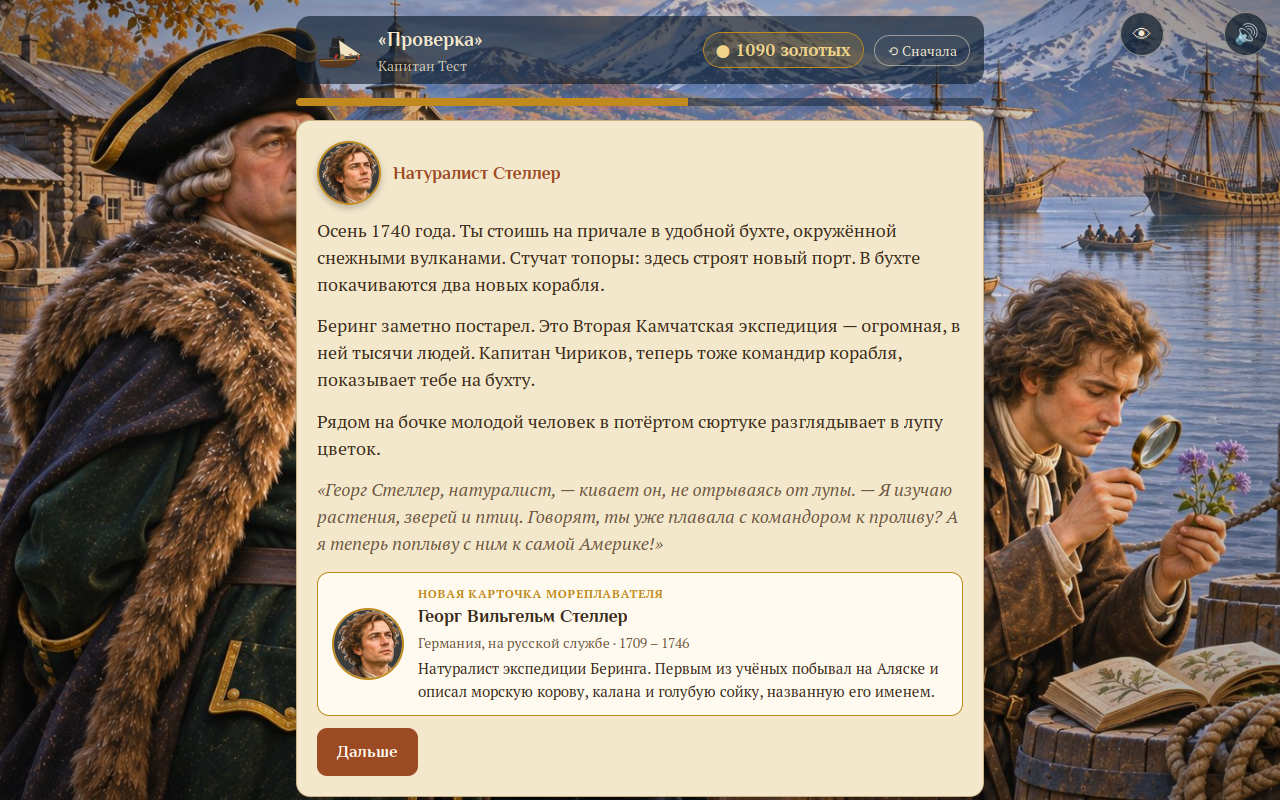 «Проверка»
Капитан Тест
1090 золотых
⟲ Сначала
Натуралист Стеллер
Осень 1740 года. Ты стоишь на причале в удобной бухте, окружённой
снежными вулканами. Стучат топоры: здесь строят новый порт. В бухте
покачиваются два новых корабля.
Беринг заметно постарел. Это Вторая Камчатская экспедиция — огромная, в
ней тысячи людей. Капитан Чириков, теперь тоже командир корабля,
показывает тебе на бухту.
Рядом на бочке молодой человек в потёртом сюртуке разглядывает в лупу
цветок.
«Георг Стеллер, натуралист, — кивает он, не отрываясь от лупы. — Я изучаю
растения, зверей и птиц. Говорят, ты уже плавала с командором к проливу? А
я теперь поплыву с ним к самой Америке!»
НОВАЯ КАРТОЧКА МОРЕПЛАВАТЕЛЯ
Георг Вильгельм Стеллер
Германия, на русской службе · 1709 – 1746
Натуралист экспедиции Беринга. Первым из учёных побывал на Аляске и
описал морскую корову, калана и голубую сойку, названную его именем.
Дальше